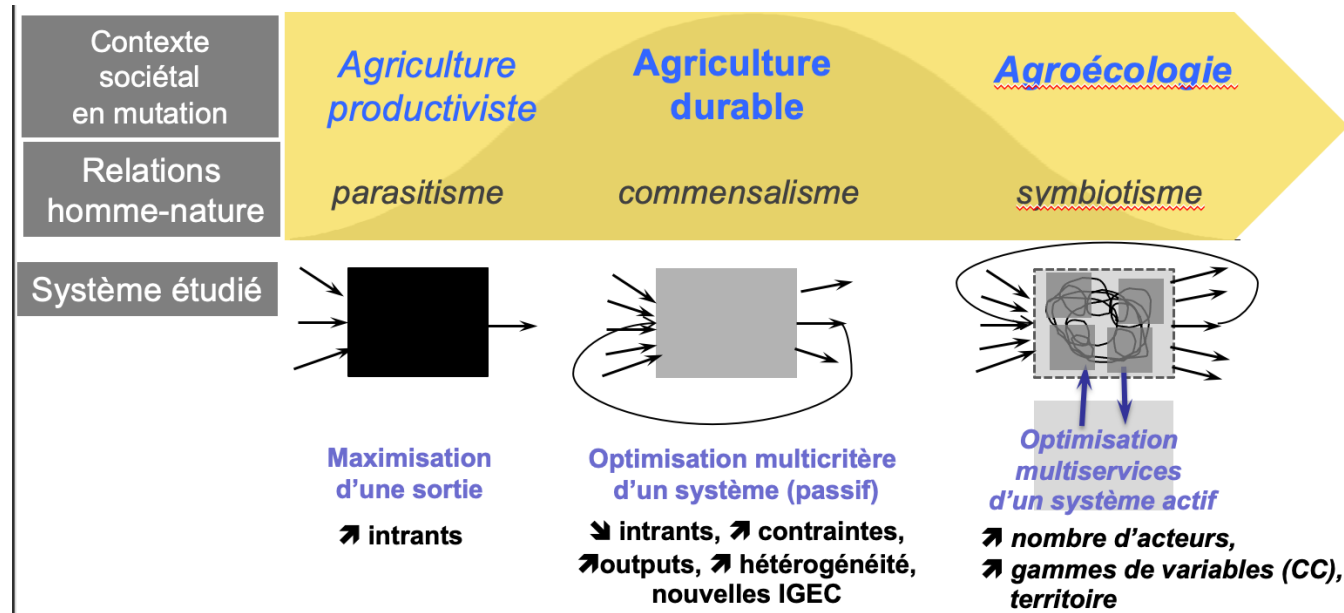 Contexte
sociétal
en mutation
Agriculture
productiviste
Agriculture
durable
Agroécologie
Relations
homme-nature
parasitisme
commensalisme
symbiotisme
Système étudié
Maximisation
d'une sortie
↗ intrants
Optimisation multicritère
d'un système (passif)
↘ intrants, ↗ contraintes,
↗outputs, ↗ hétérogénéité,
nouvelles IGEC
Optimisation
multiservices
d'un système actif
↗ nombre d'acteurs,
↗ gammes de variables (CC),
territoire